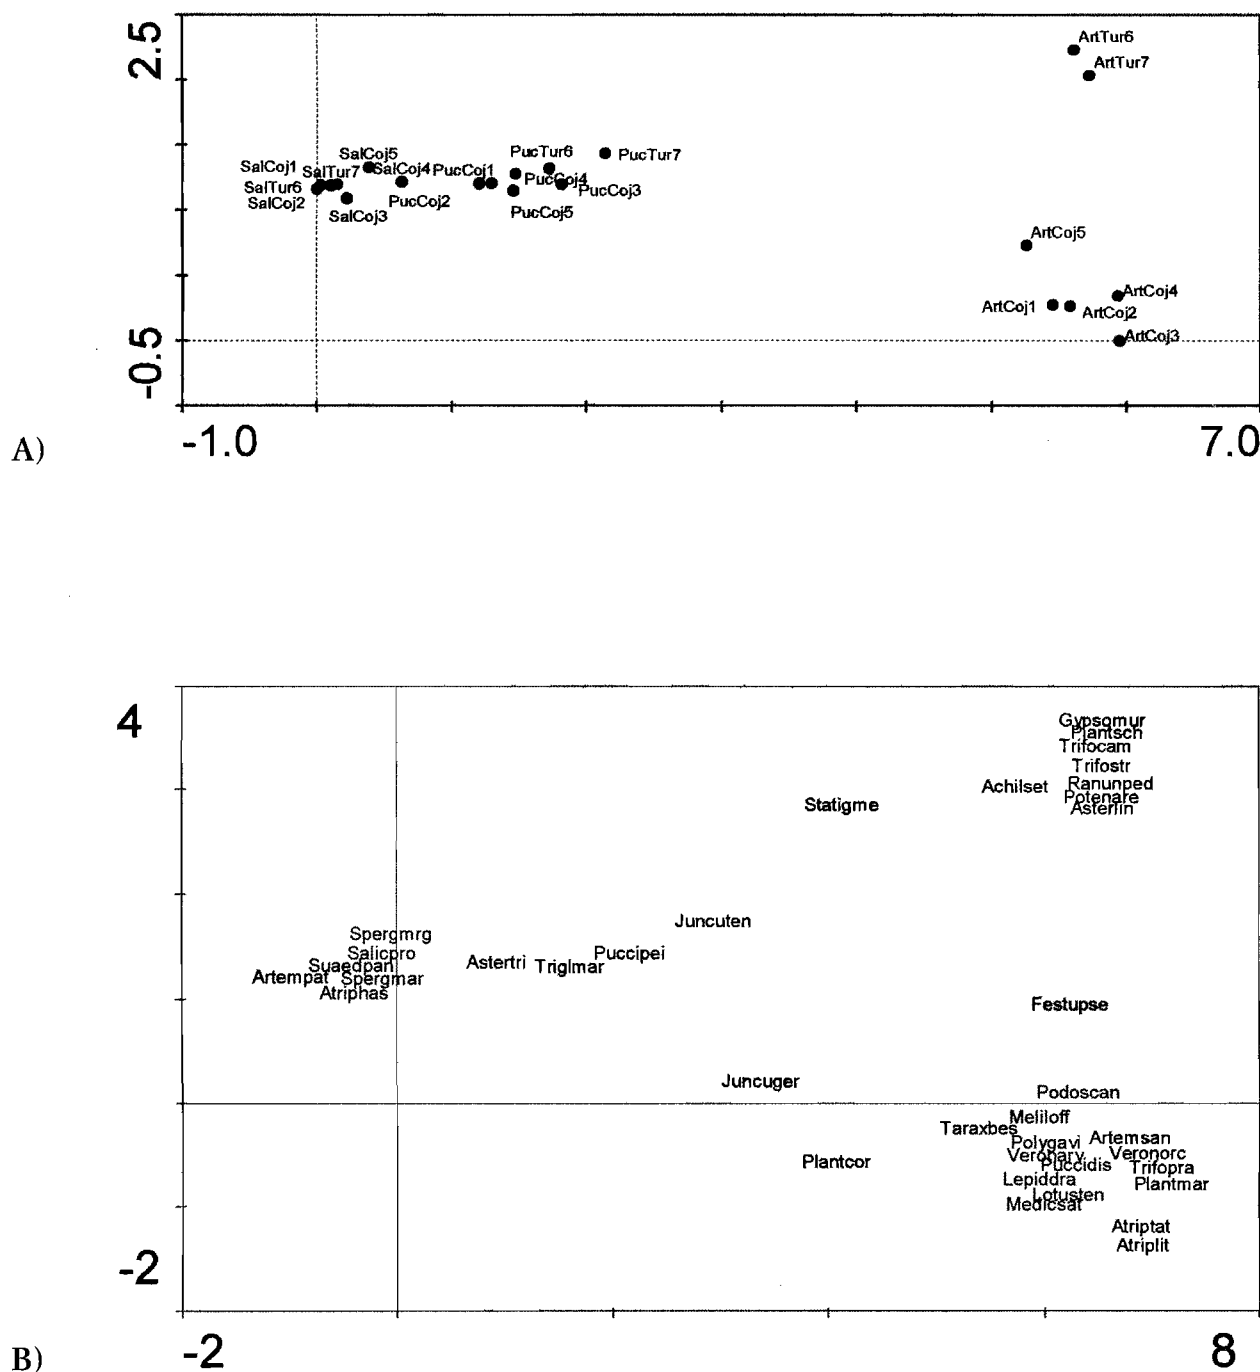 2.5
ArtTur6
ArtTur7
SalCoj5
PucTur6
PucTur7
SalCoj1
SalTur7
SalCoj4
PucCoj1
PucCoj4
SalTur6
PucCoj3
SalCoj2
PucCoj2
SalCoj3
PucCoj5
ArtCoj5
ArtCoj4
ArtCoj1
ArtCoj2
ArtCoj3
-0.5
A)
-1.0
7.0
4
Gypsomur
Plantsch
Trifocam
Trifostr
Achilset
Ranunped
Potenare
Asterlin
Statigme
Juncuten
Spergmrg
Salicpro
Puccipei
Suaedpan
Astertri
Triglmar
Artempat
Spergmar
Atriphas
Festupse
Juncuger
Podoscan
Meliloff
Taraxbes
Polygavi
Artemsan
Veronarv
Veronorc
Plantcor
Puccidis
Trifopra
Lepiddra
Plantmar
Lotusten
Medicsat
Atriptat
Atriplit
-2
B)
-2
8